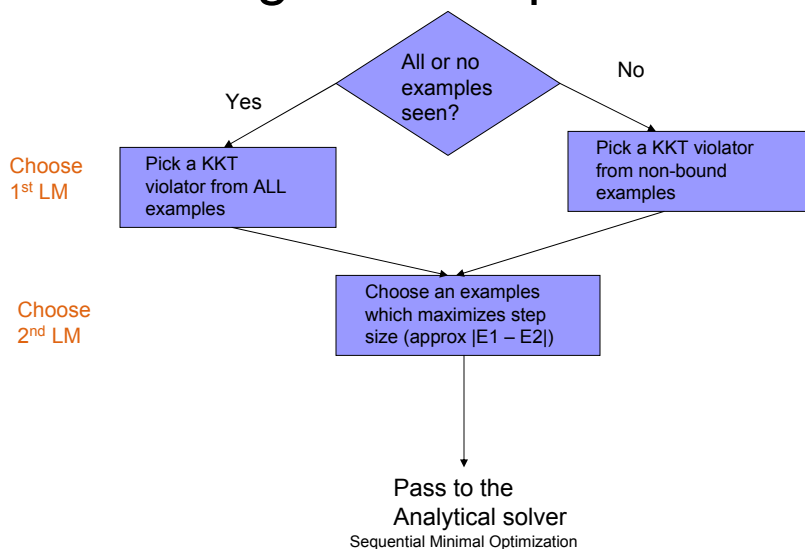 All or no
examples
seen?
Yes
No
Choose
1st LM
Pick a KKT
violator from ALL
examples
Pick a KKT violator
from non-bound
examples
Choose
2nd LM
Choose an examples
which maximizes step
size (approx |E1 – E2|)
Pass to the
Analytical solver
Sequential Minimal Optimization